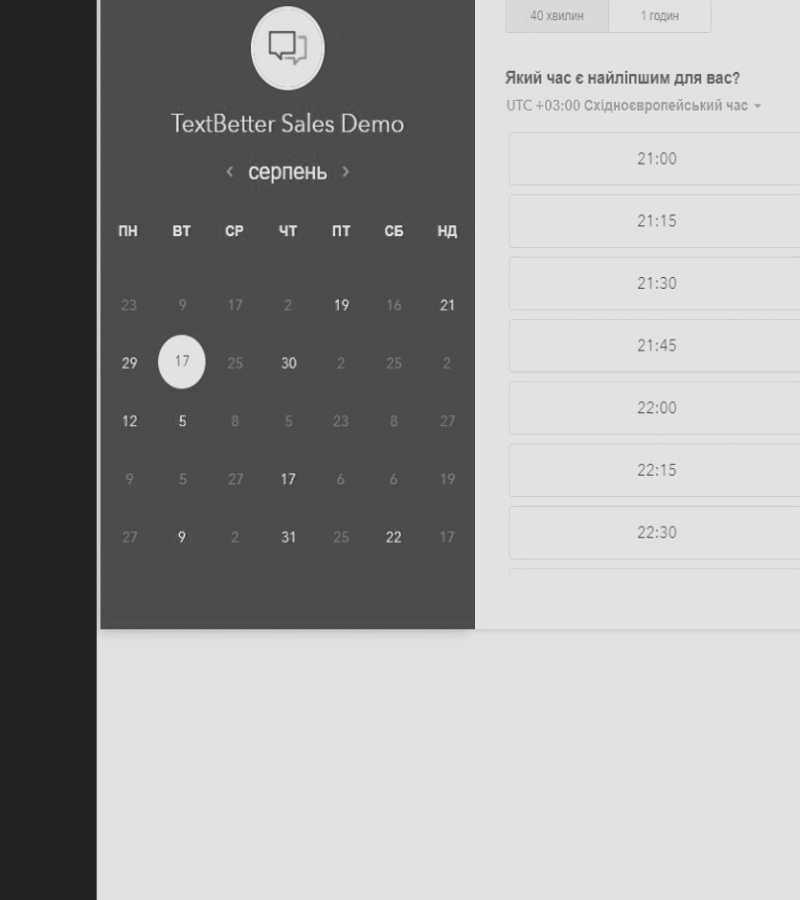 40 хвилин 1 годин
TextBetter Sales Demo
‹ серпень ›
ПН ВТ СР ЧТ ПТ СБ НД
23 9 17 2 19 16 21
29 17 25 30 2 25 2
12 5 8 5 23 8 27
9 5 27 17 6 6 19
27 9 2 31 25 22 17
Який час є найліпшим для вас?
UTC +03:00 Східноєвропейський час
21:00
21:15
21:30
21:45
22:00
22:15
22:30